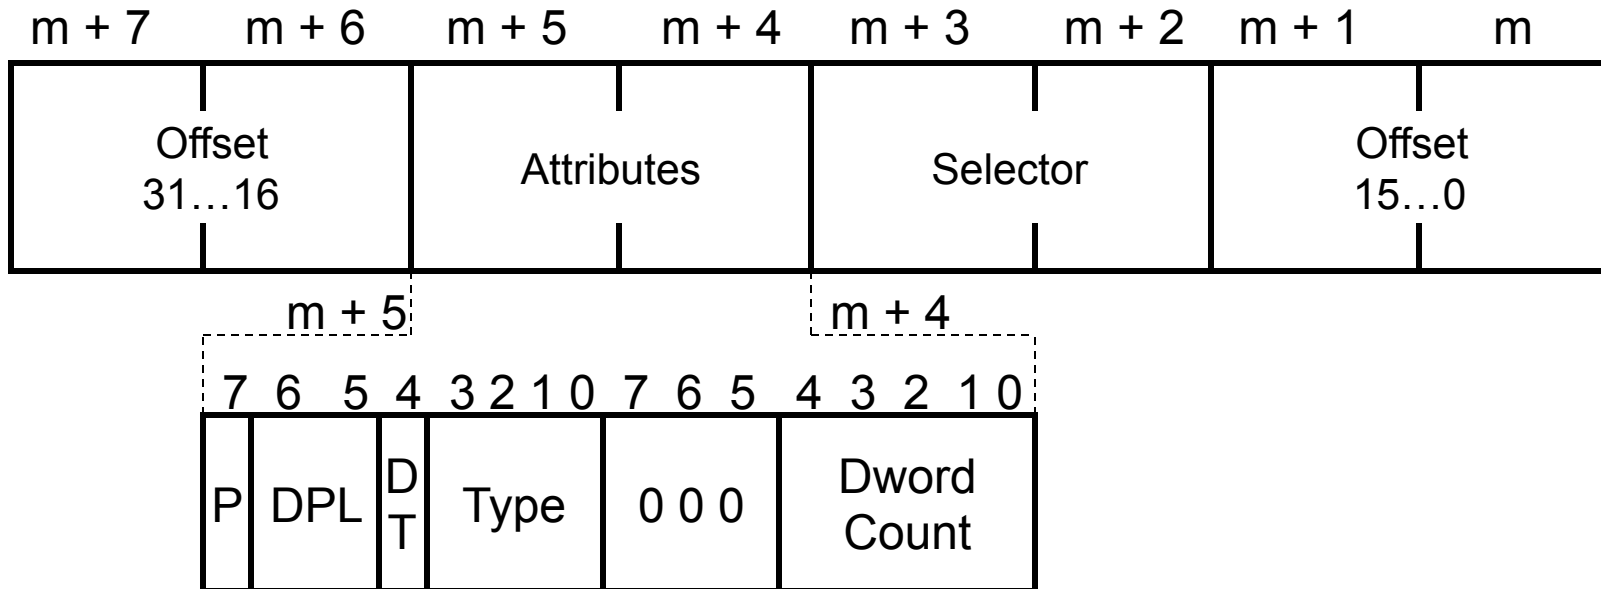 m + 7 m + 6 m + 5 m + 4 m + 3 m + 2 m + 1 m
Offset
31…16
Attributes
Selector
Offset
15…0
m + 5 m + 4
7 6 5 4 3 2 1 0 7 6 5 4 3 2 1 0
P
DPL
D
T
Type
0 0 0
Dword
Count